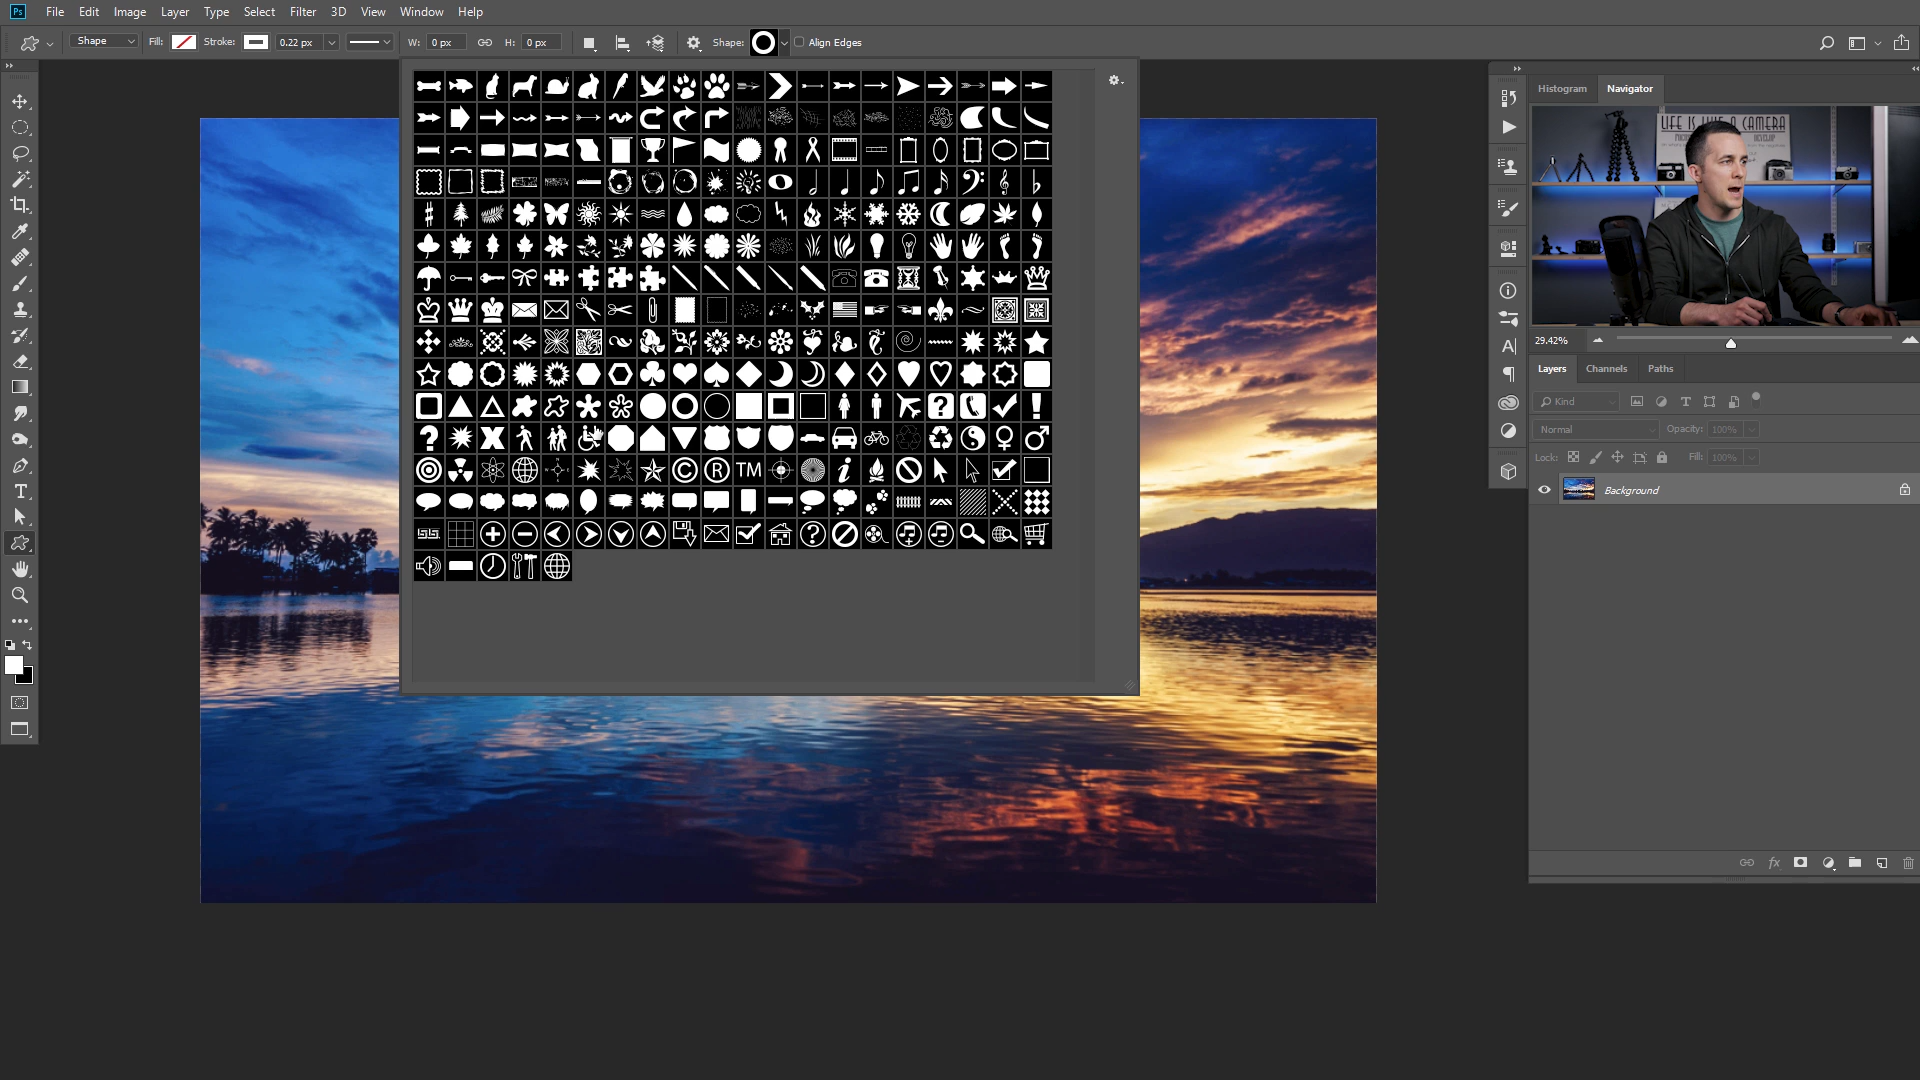 Ps File Edit Image Layer Type Select Filter 3D View Window Help
Shape Fill: Stroke: 0.22 px W: 0 px H: 0 px Shape: Align Edges
Histogram Navigator
LIFE IS LIKE A CAMERA
DEVELOP
29.42%
Layers Channels Paths
Kind
Normal Opacity: 100%
Lock: Fill: 100%
Background
TM